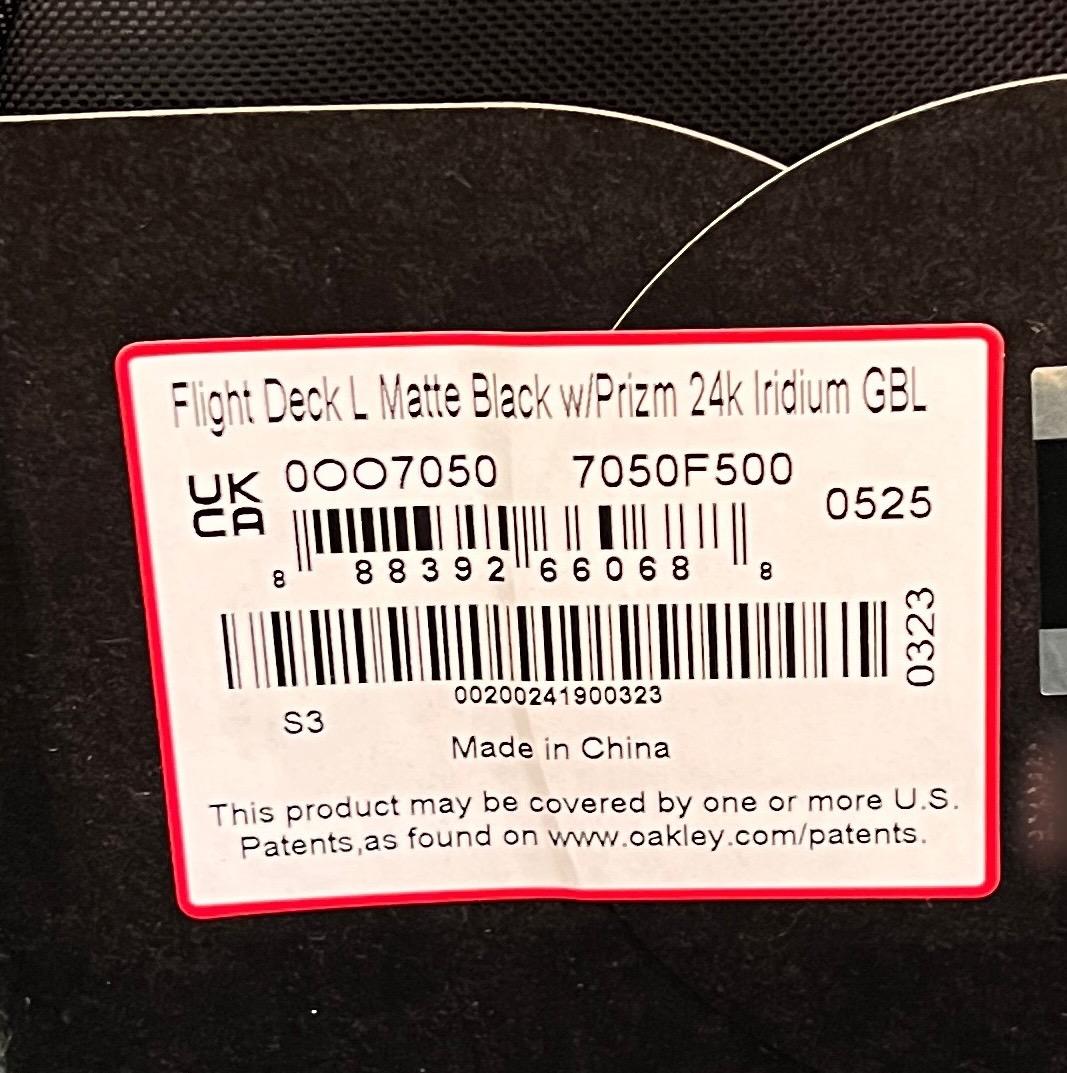 Flight Deck L Matte Black w/Prizm 24k Iridium GBL
UK
CA
0OO7050 7050F500
0525
8 88392 66068 8
00200241900323
0323
S3
Made in China
This product may be covered by one or more U.S.
Patents,as found on www.oakley.com/patents.